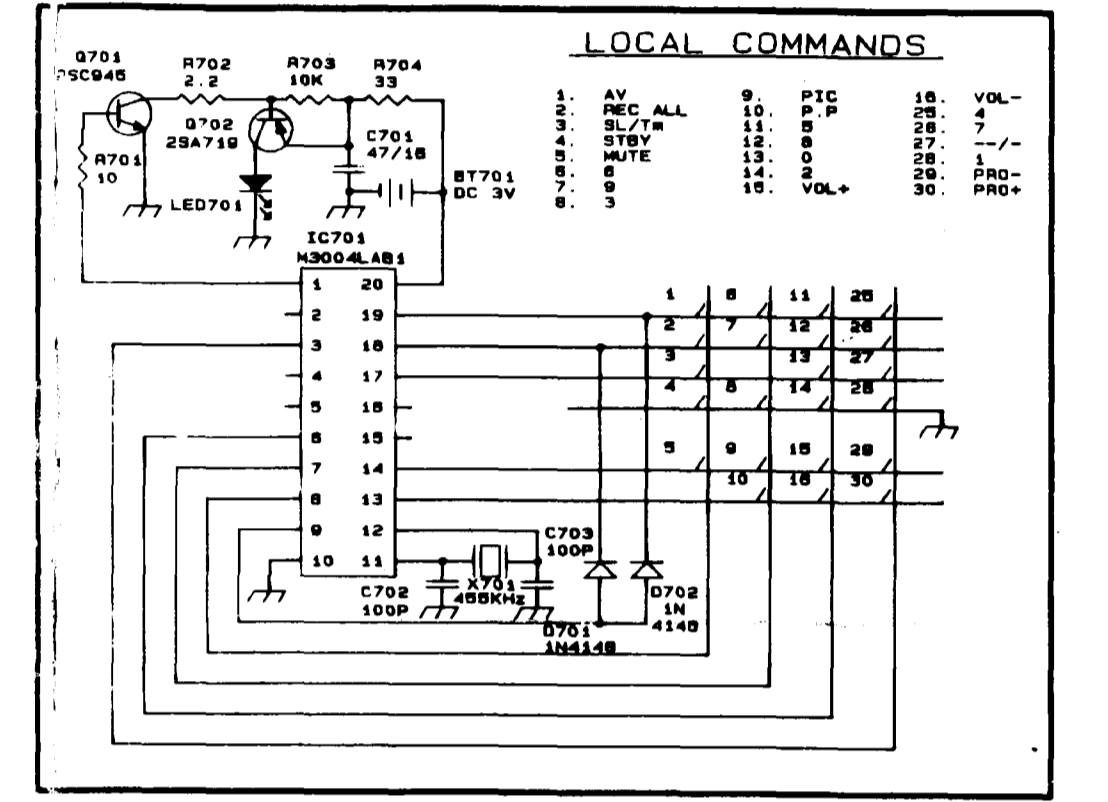 LOCAL COMMANDS
Q701
2SC945
R702
2.2
R703
10K
R704
33
Q702
2SA719
C701
47/16
R701
10
LED701
BT701
DC 3V
1. AV
2. REC ALL
3. SL/Tm
4. STBY
5. MUTE
6. 6
7. 9
8. 3
9. PIC
10. P.P
11. 5
12. 8
13. 0
14. 2
15. VOL+
16. VOL-
25. 4
26. 7
27. --/-
28. 1
29. PRO-
30. PRO+
IC701
M3004LAB1
1 20
2 19
3 18
4 17
5 16
6 15
7 14
8 13
9 12
10 11
1 6 11 25
2 7 12 26
3 13 27
4 8 14 28
5 9 15 29
10 16 30
C703
100P
C702
100P
X701
455KHz
D701
1N4148
D702
1N
4148